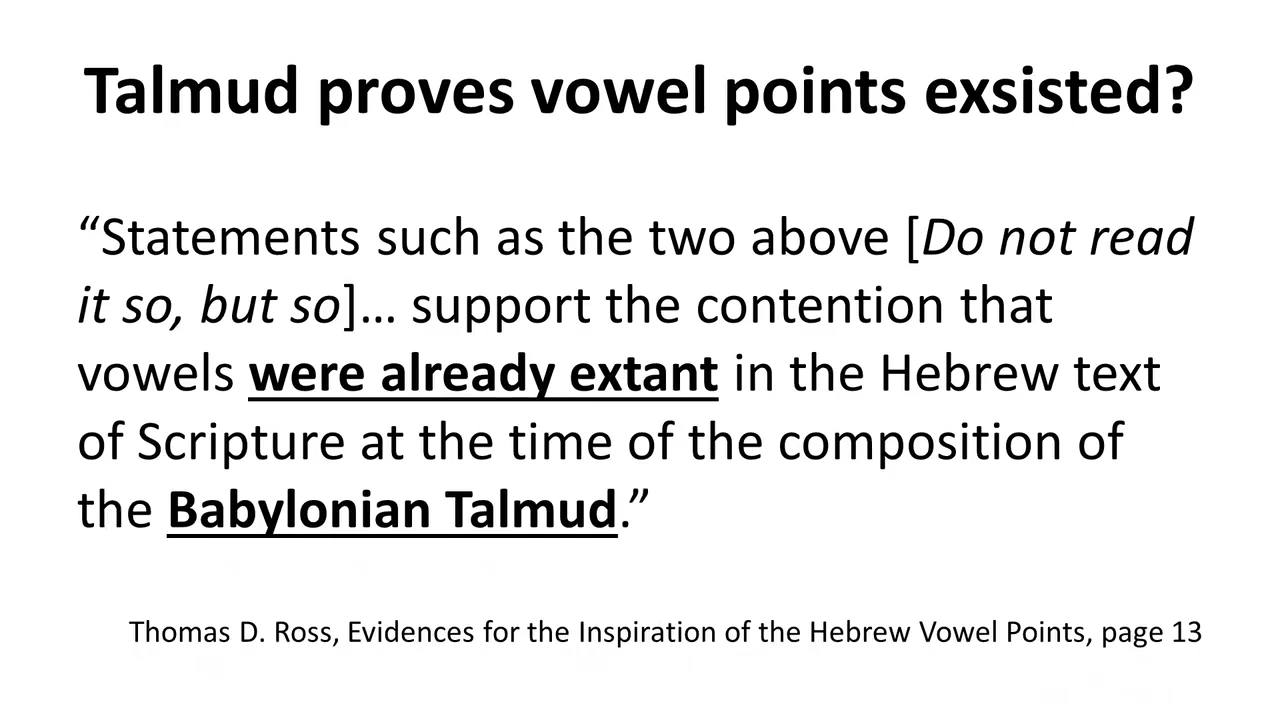 Talmud proves vowel points exsisted?
“Statements such as the two above [Do not read
it so, but so]… support the contention that
vowels were already extant in the Hebrew text
of Scripture at the time of the composition of
the Babylonian Talmud.”
Thomas D. Ross, Evidences for the Inspiration of the Hebrew Vowel Points, page 13